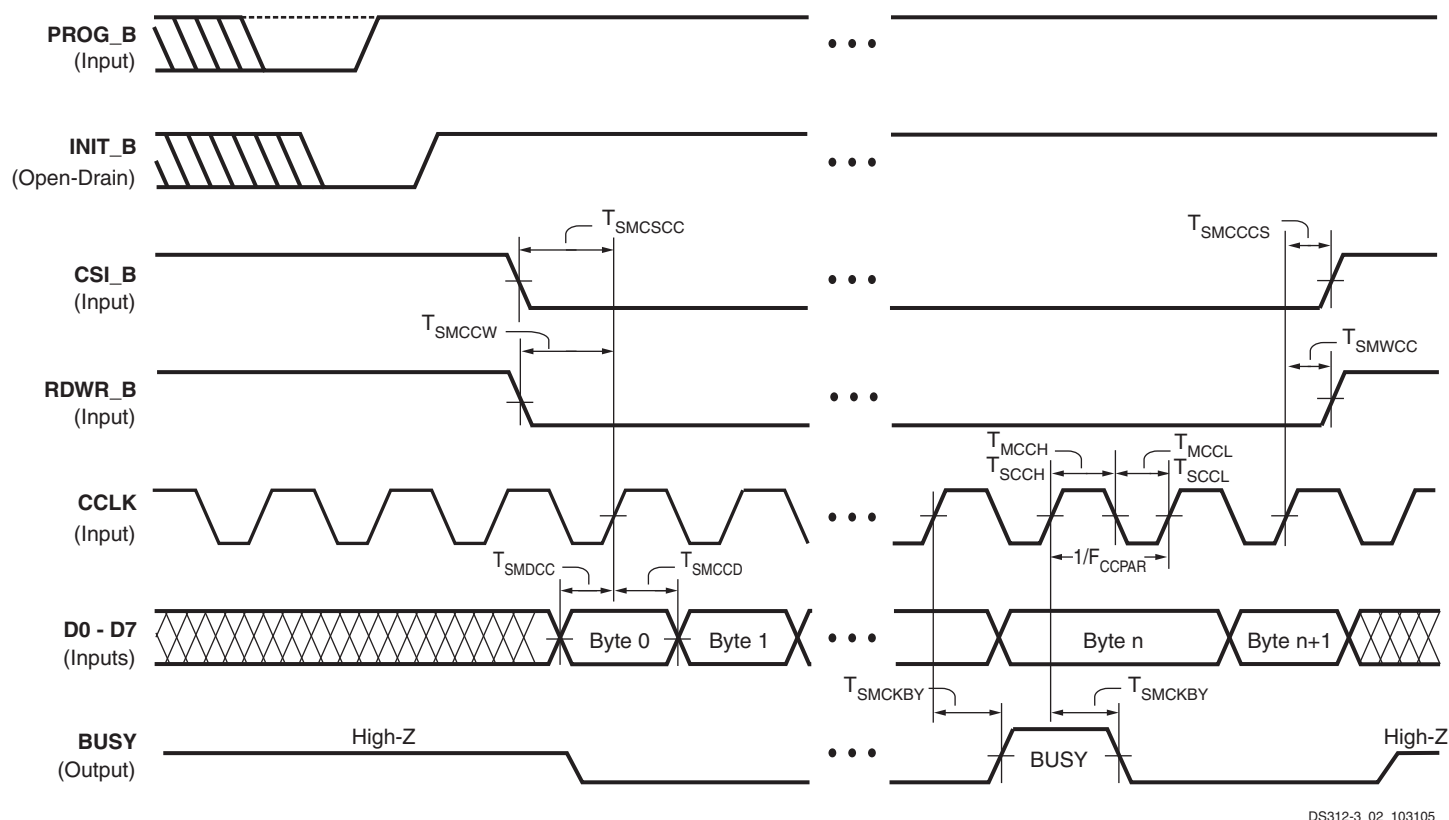 PROG_B
(Input)
INIT_B
(Open-Drain)
T_SMCSCC
T_SMCCCS
CSI_B
(Input)
T_SMCCW
T_SMWCC
RDWR_B
(Input)
T_MCCH
T_SCCH
T_MCCL
T_SCCL
CCLK
(Input)
1/F_CCPAR
T_SMDCC
T_SMCCD
D0 - D7
(Inputs)
Byte 0
Byte 1
Byte n
Byte n+1
T_SMCKBY
T_SMCKBY
BUSY
(Output)
High-Z
BUSY
High-Z
DS312-3_02_103105